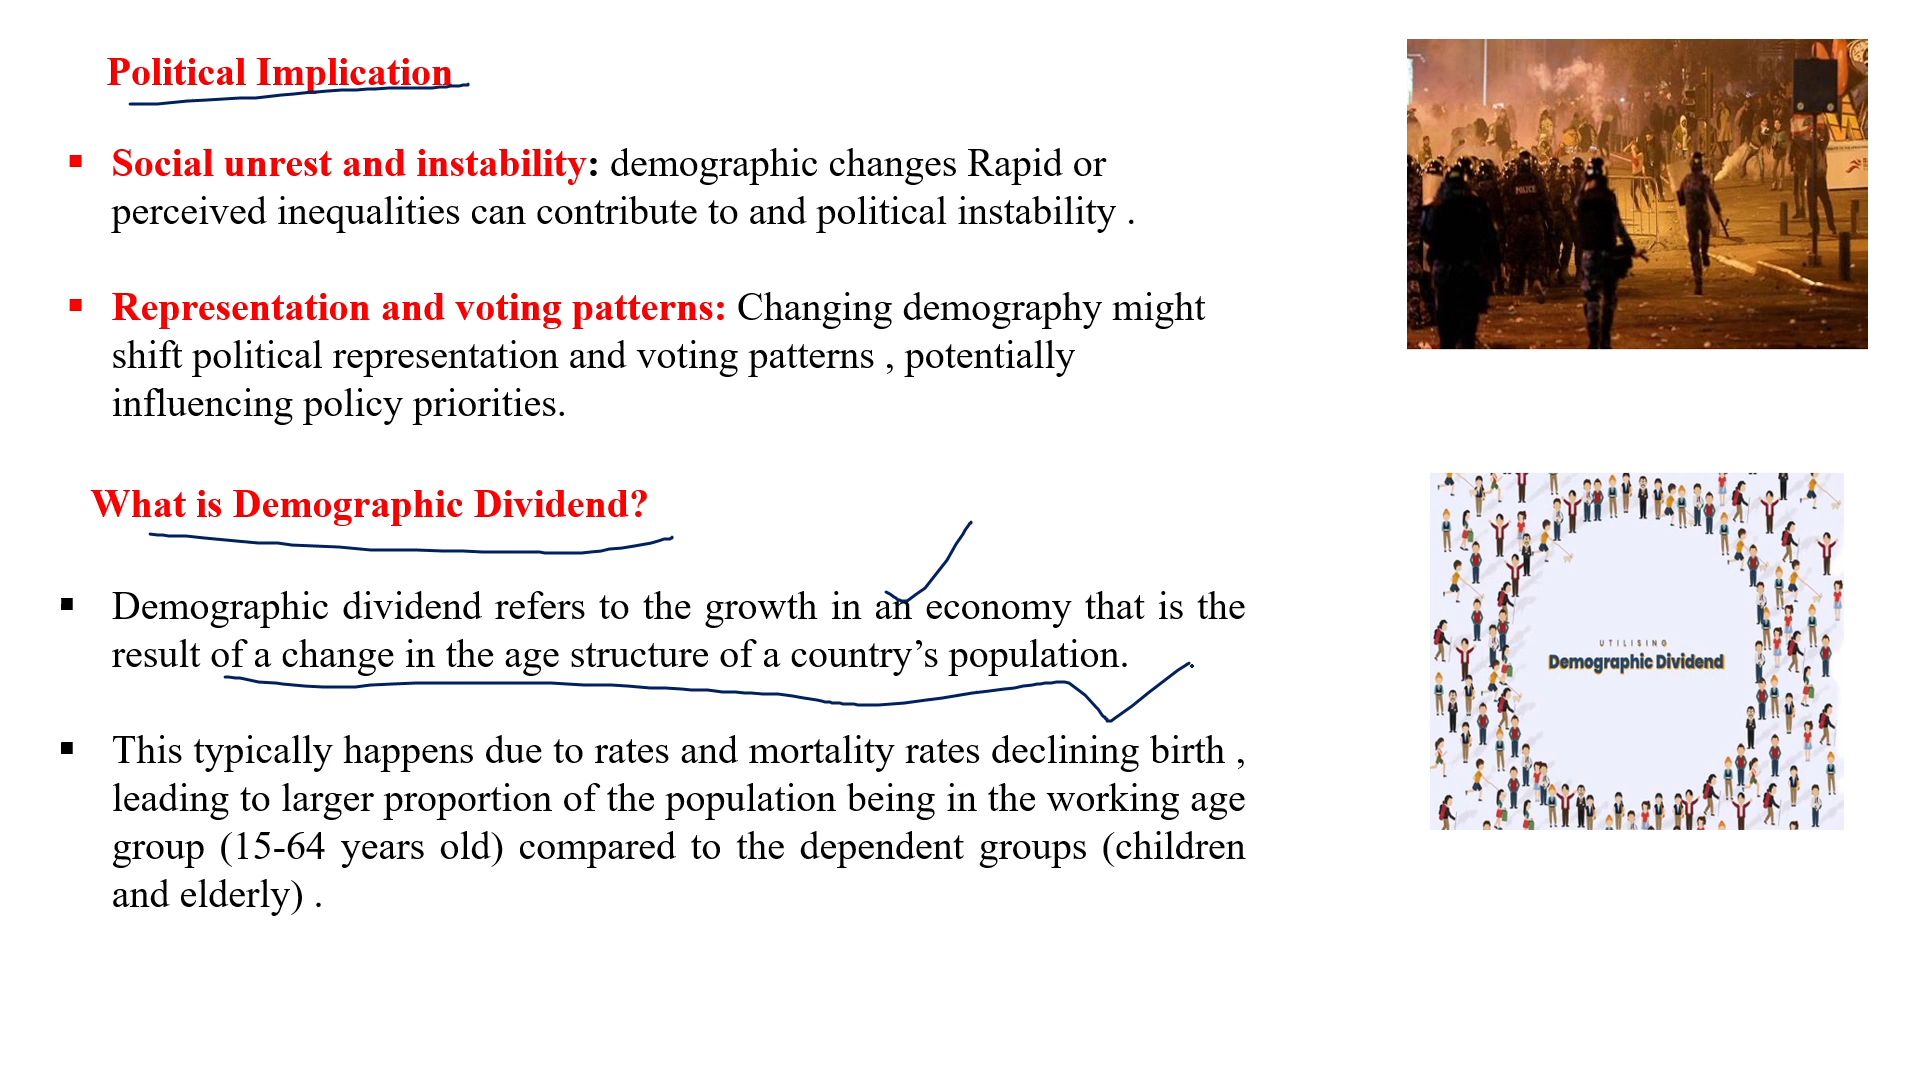 Political Implication
▪ Social unrest and instability: demographic changes Rapid or
perceived inequalities can contribute to and political instability .
▪ Representation and voting patterns: Changing demography might
shift political representation and voting patterns , potentially
influencing policy priorities.
What is Demographic Dividend?
▪ Demographic dividend refers to the growth in an economy that is the
result of a change in the age structure of a country’s population.
▪ This typically happens due to rates and mortality rates declining birth ,
leading to larger proportion of the population being in the working age
group (15-64 years old) compared to the dependent groups (children
and elderly) .
POLICE
UTILISING
Demographic Dividend